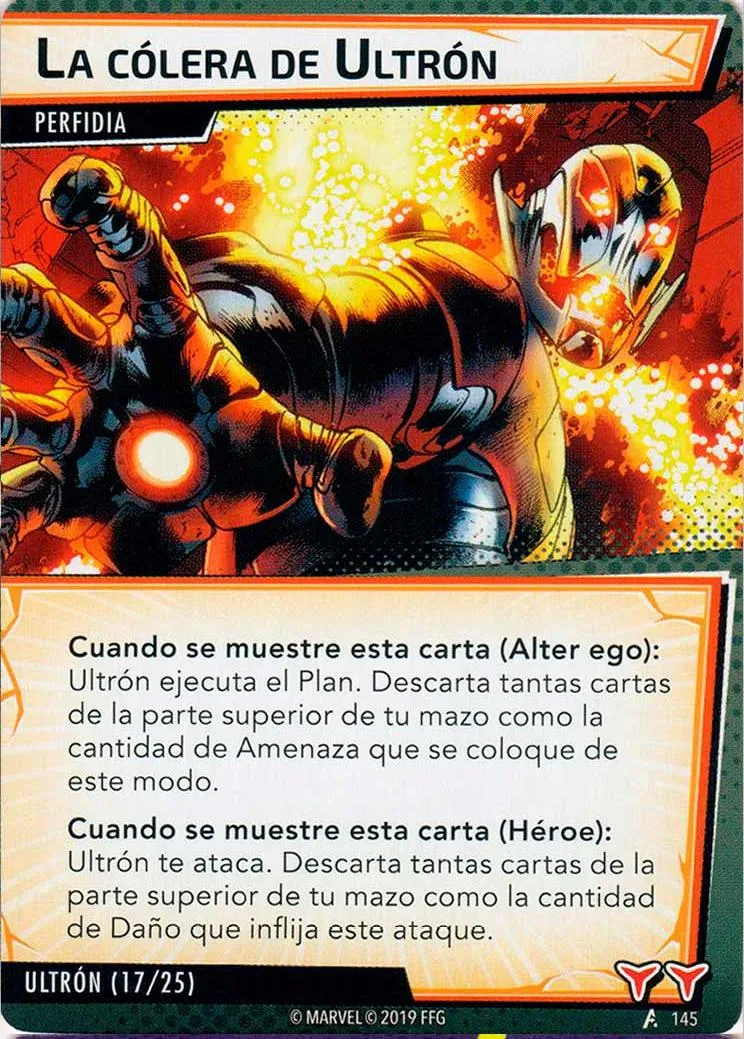 La cólera de Ultrón
PERFIDIA
Cuando se muestre esta carta (Alter ego):
Ultrón ejecuta el Plan. Descarta tantas cartas
de la parte superior de tu mazo como la
cantidad de Amenaza que se coloque de
este modo.
Cuando se muestre esta carta (Héroe):
Ultrón te ataca. Descarta tantas cartas de la
parte superior de tu mazo como la cantidad
de Daño que inflija este ataque.
ULTRÓN (17/25)
© MARVEL © 2019 FFG
145